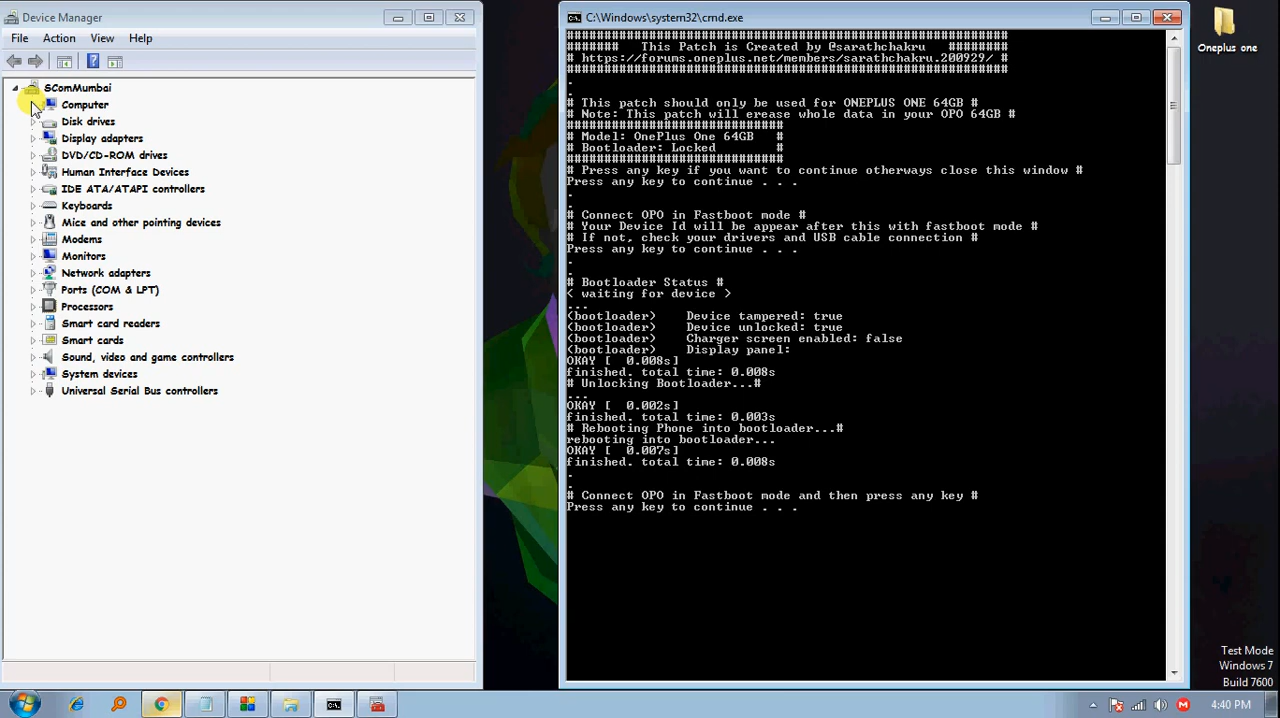 Device Manager
File Action View Help
SComMumbai
Computer
Disk drives
Display adapters
DVD/CD-ROM drives
Human Interface Devices
IDE ATA/ATAPI controllers
Keyboards
Mice and other pointing devices
Modems
Monitors
Network adapters
Ports (COM & LPT)
Processors
Smart card readers
Smart cards
Sound, video and game controllers
System devices
Universal Serial Bus controllers
C:\Windows\system32\cmd.exe
###########################################################
#######   This Patch is Created by @sarathchakru   ########
# https://forums.oneplus.net/members/sarathchakru.200929/ #
###########################################################
.
.
# This patch should only be used for ONEPLUS ONE 64GB #
# Note: This patch will erease whole data in your OPO 64GB #
#############################
# Model: OnePlus One 64GB   #
# Bootloader: Locked        #
#############################
# Press any key if you want to continue otherways close this window #
Press any key to continue . . .
.
.
# Connect OPO in Fastboot mode #
# Your Device Id will be appear after this with fastboot mode #
# If not, check your drivers and USB cable connection #
Press any key to continue . . .
.
.
# Bootloader Status #
< waiting for device >
...
(bootloader)    Device tampered: true
(bootloader)    Device unlocked: true
(bootloader)    Charger screen enabled: false
(bootloader)    Display panel:
OKAY [  0.008s]
finished. total time: 0.008s
# Unlocking Bootloader...#
...
OKAY [  0.002s]
finished. total time: 0.003s
# Rebooting Phone into bootloader...#
rebooting into bootloader...
OKAY [  0.007s]
finished. total time: 0.008s
.
.
# Connect OPO in Fastboot mode and then press any key #
Press any key to continue . . .
Oneplus one
Test Mode
Windows 7
Build 7600
4:40 PM